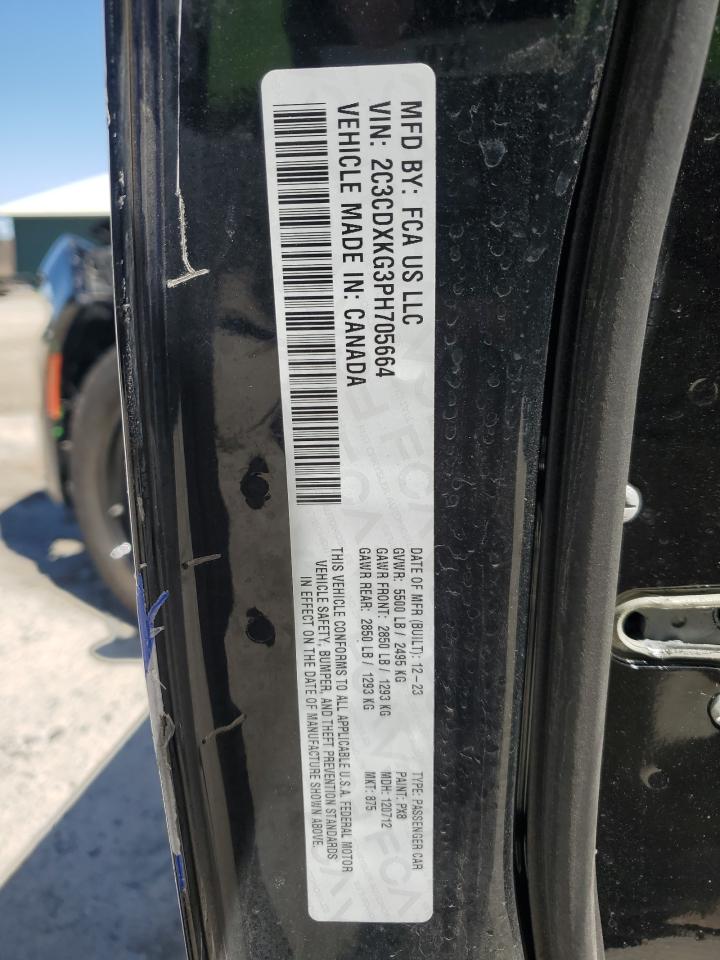 MFD BY: FCA US LLC
VIN: 2C3CDXKG3PH705664
VEHICLE MADE IN: CANADA
DATE OF MFR (BUILT): 12-23
GVWR: 5500 LB / 2495 KG
GAWR FRONT: 2850 LB / 1293 KG
GAWR REAR: 2850 LB / 1293 KG
TYPE: PASSENGER CAR
PAINT: PX8
MDH: 120712
MKT: 875
THIS VEHICLE CONFORMS TO ALL APPLICABLE U.S.A. FEDERAL MOTOR
VEHICLE SAFETY, BUMPER, AND THEFT PREVENTION STANDARDS
IN EFFECT ON THE DATE OF MANUFACTURE SHOWN ABOVE.